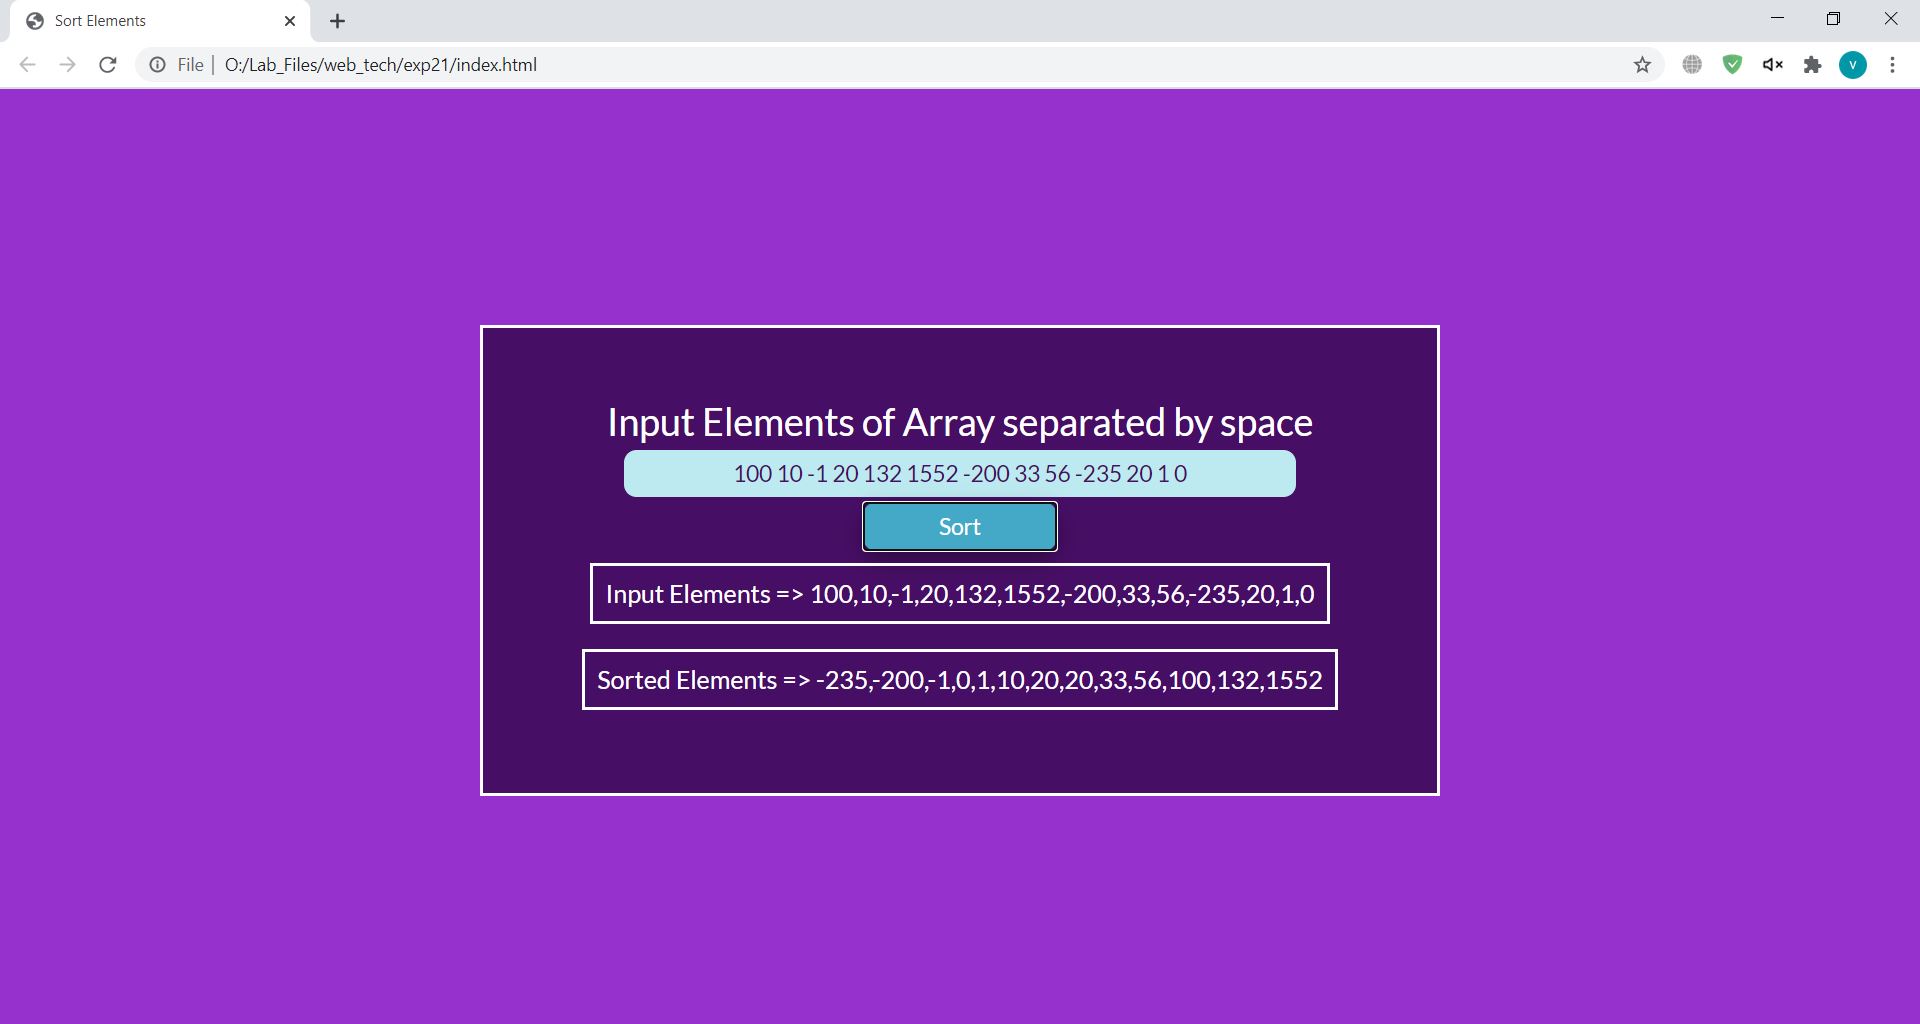 Sort Elements
File | O:/Lab_Files/web_tech/exp21/index.html
V
Input Elements of Array separated by space
100 10 -1 20 132 1552 -200 33 56 -235 20 1 0
Sort
Input Elements => 100,10,-1,20,132,1552,-200,33,56,-235,20,1,0
Sorted Elements => -235,-200,-1,0,1,10,20,20,33,56,100,132,1552